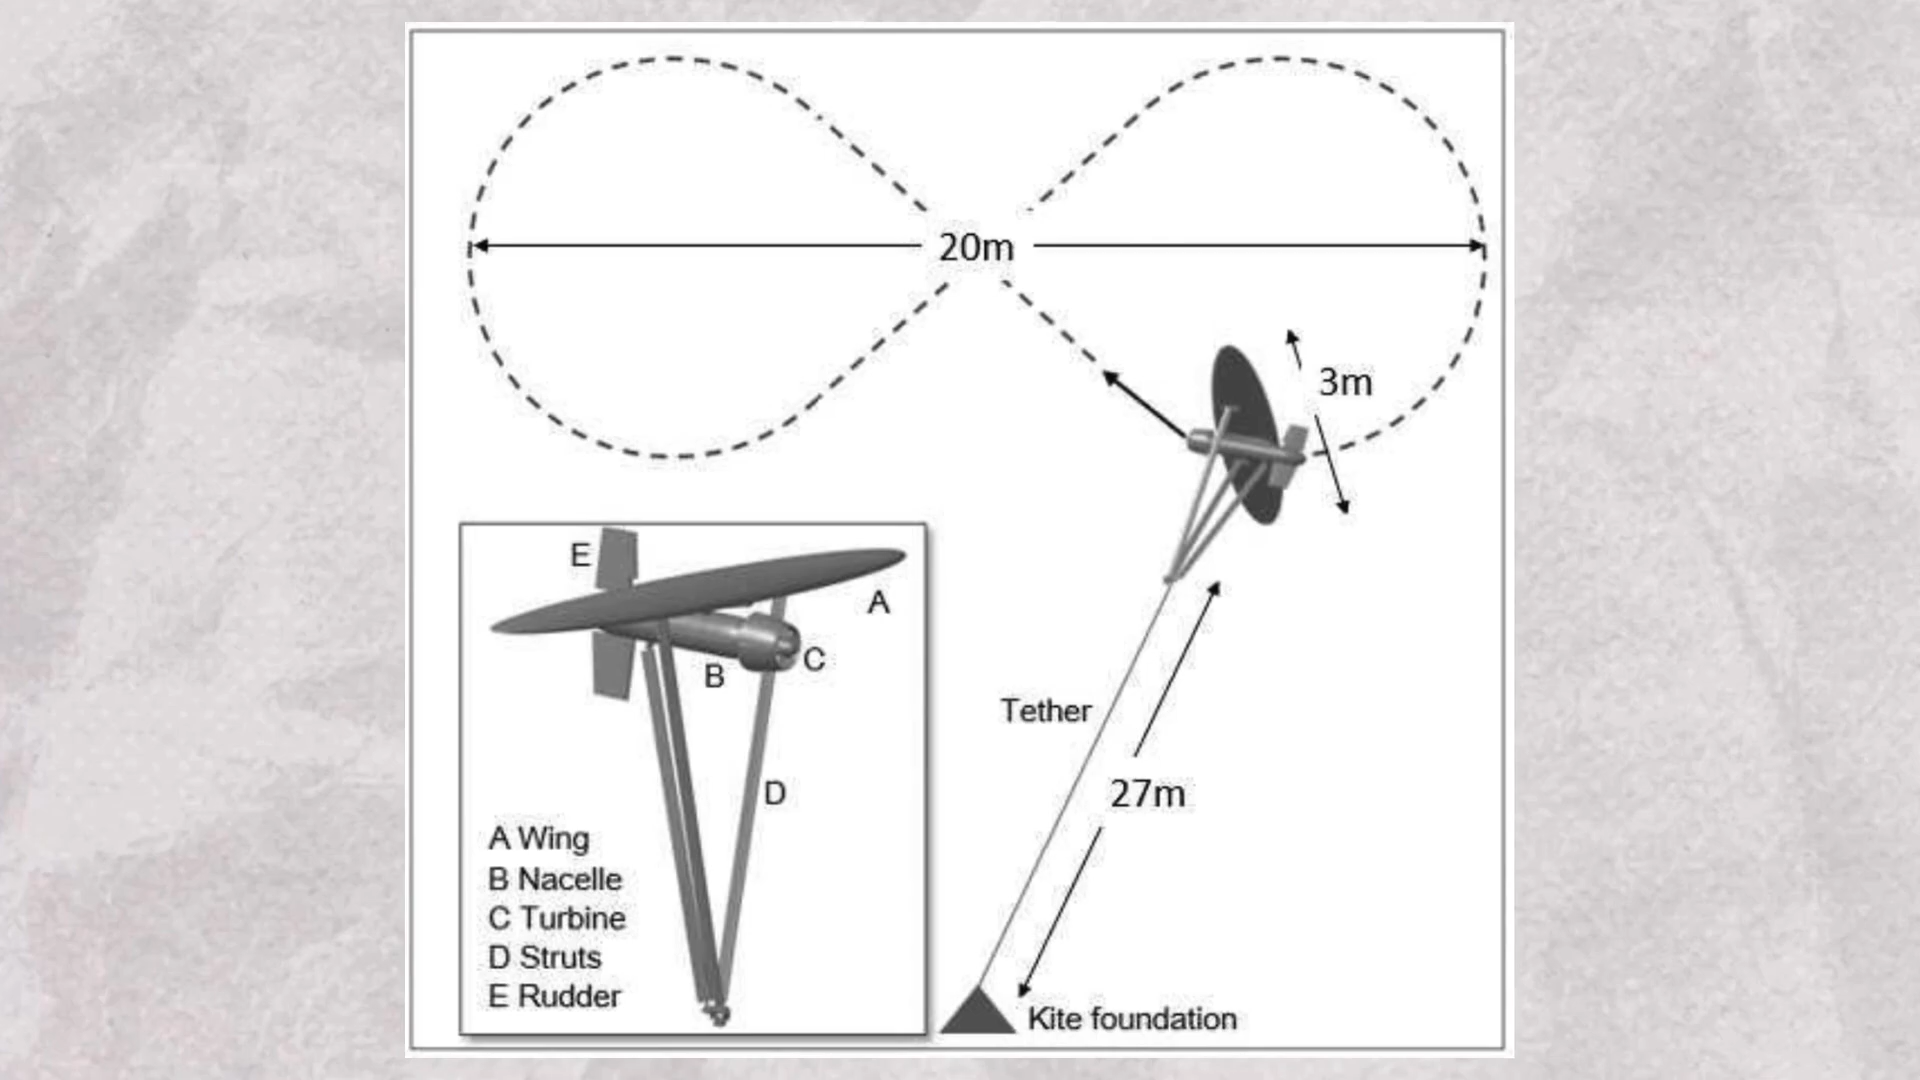 20m
3m
E
A
C
B
D
A Wing
B Nacelle
C Turbine
D Struts
E Rudder
Tether
27m
Kite foundation